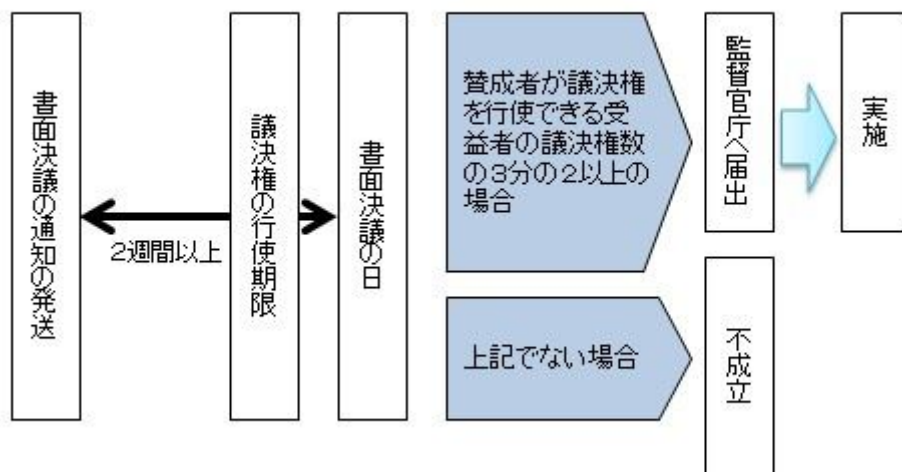 書面決議の通知の発送
2週間以上
議決権の行使期限
書面決議の日
賛成者が議決権
を行使できる受
益者の議決権数
の3分の2以上の
場合
監督官庁へ届出
実施
上記でない場合
不成立